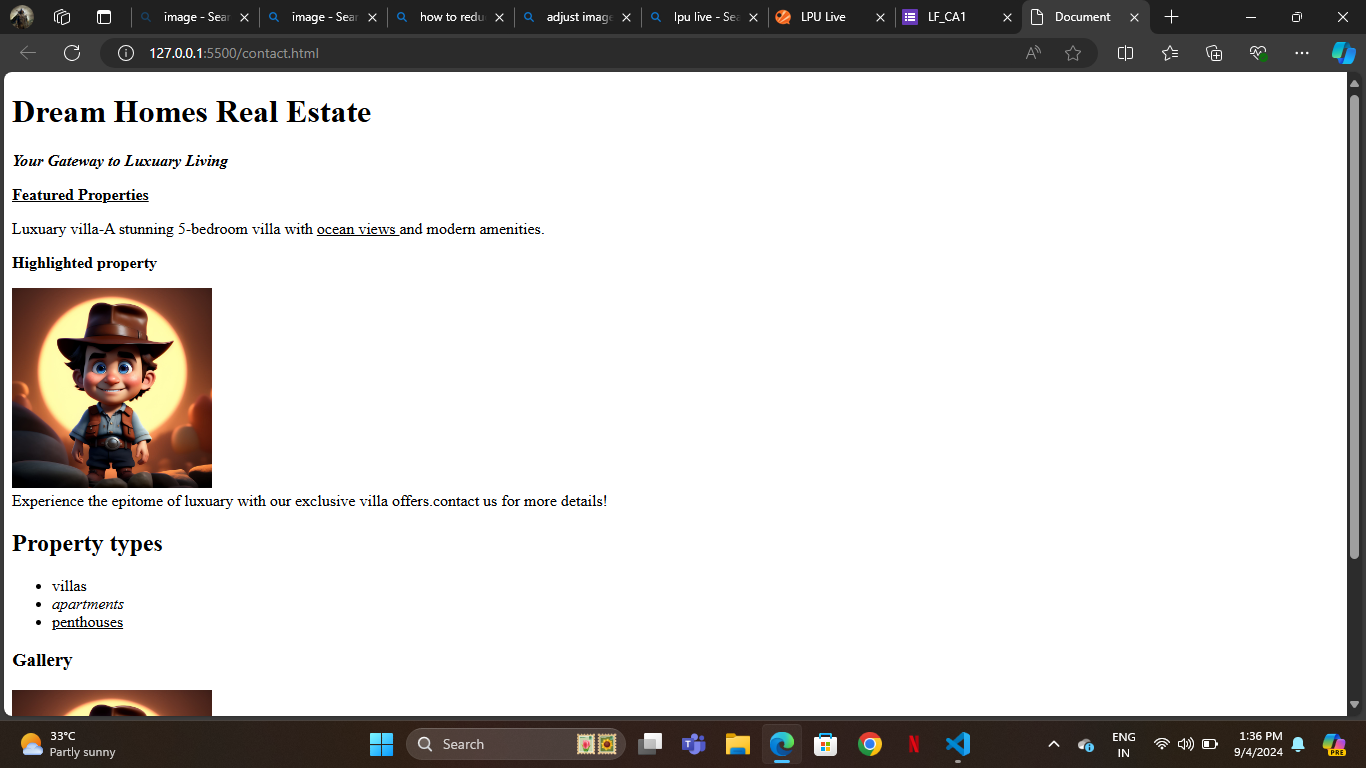 image - Sear
image - Sear
how to redu
adjust image
lpu live - Sea
LPU Live
LF_CA1
Document
127.0.0.1:5500/contact.html
Dream Homes Real Estate
Your Gateway to Luxuary Living
Featured Properties
Luxuary villa-A stunning 5-bedroom villa with ocean views and modern amenities.
Highlighted property
Experience the epitome of luxuary with our exclusive villa offers.contact us for more details!
Property types
villas
apartments
penthouses
Gallery
33°C
Partly sunny
Search
ENG
IN
1:36 PM
9/4/2024
PRE